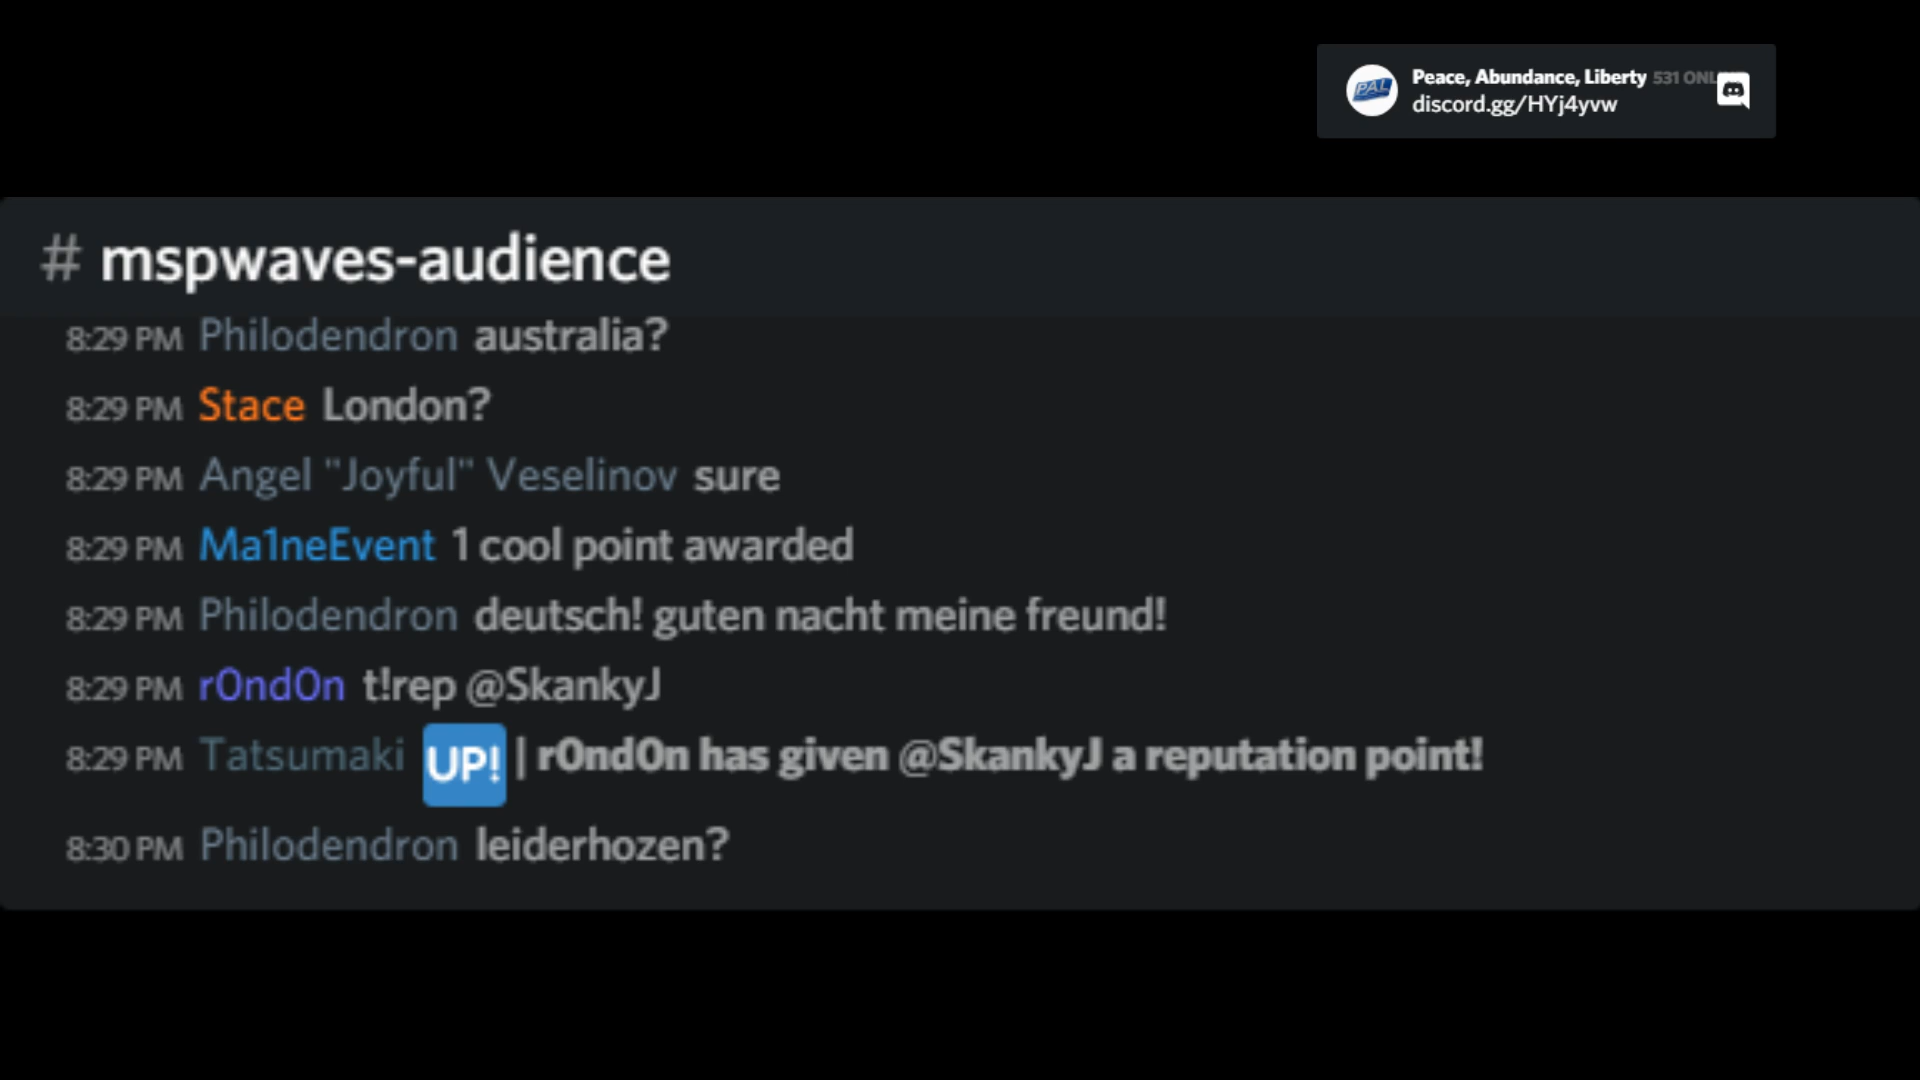 PAL
Peace, Abundance, Liberty 531 ONL
discord.gg/HYj4yvw
# mspwaves-audience
8:29 PM Philodendron australia?
8:29 PM Stace London?
8:29 PM Angel "Joyful" Veselinov sure
8:29 PM Ma1neEvent 1 cool point awarded
8:29 PM Philodendron deutsch! guten nacht meine freund!
8:29 PM r0nd0n t!rep @SkankyJ
8:29 PM Tatsumaki UP! | r0nd0n has given @SkankyJ a reputation point!
8:30 PM Philodendron leiderhozen?